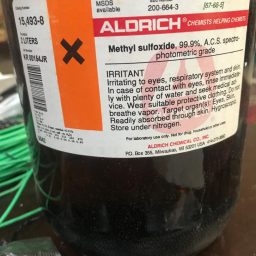 MSDS
available
200-664-3
[67-68-5]
15,493-8
2 LITERS
ALDRICH CHEMISTS HELPING CHEMISTS
Methyl sulfoxide, 99.9%, A.C.S. spectro-
photometric grade
IRRITANT
Irritating to eyes, respiratory system and skin.
In case of contact with eyes, rinse immediate-
ly with plenty of water and seek medical ad-
vice. Wear suitable protective clothing. Do not
breathe vapor. Target organ(s): Eyes, Skin.
Readily absorbed through skin. Hygroscopic.
Store under nitrogen.
For laboratory use only. Not for drug, household or other use.
ALDRICH CHEMICAL CO., INC.
PO Box 355, Milwaukee, WI 53201 USA